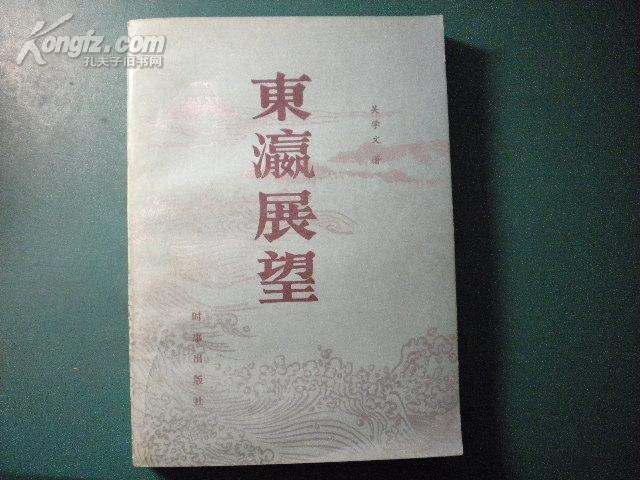 Kongfz.com
孔夫子旧书网
東瀛展望
吴学文 著
时事出版社